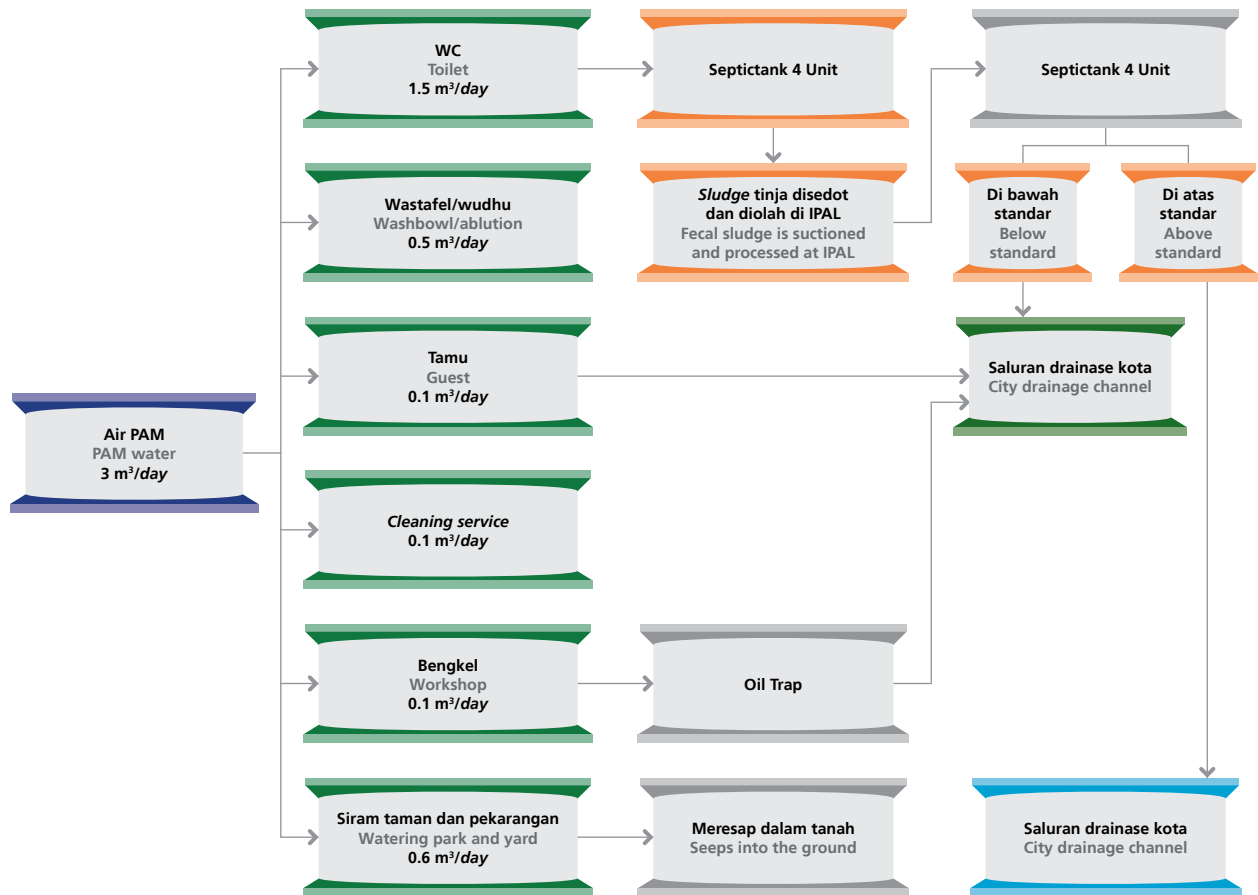 WC
Toilet
1.5 m³/day
Septictank 4 Unit
Septictank 4 Unit
Wastafel/wudhu
Washbowl/ablution
0.5 m³/day
Sludge tinja disedot
dan diolah di IPAL
Fecal sludge is suctioned
and processed at IPAL
Di bawah
standar
Below
standard
Di atas
standar
Above
standard
Tamu
Guest
0.1 m³/day
Saluran drainase kota
City drainage channel
Air PAM
PAM water
3 m³/day
Cleaning service
0.1 m³/day
Bengkel
Workshop
0.1 m³/day
Oil Trap
Siram taman dan pekarangan
Watering park and yard
0.6 m³/day
Meresap dalam tanah
Seeps into the ground
Saluran drainase kota
City drainage channel